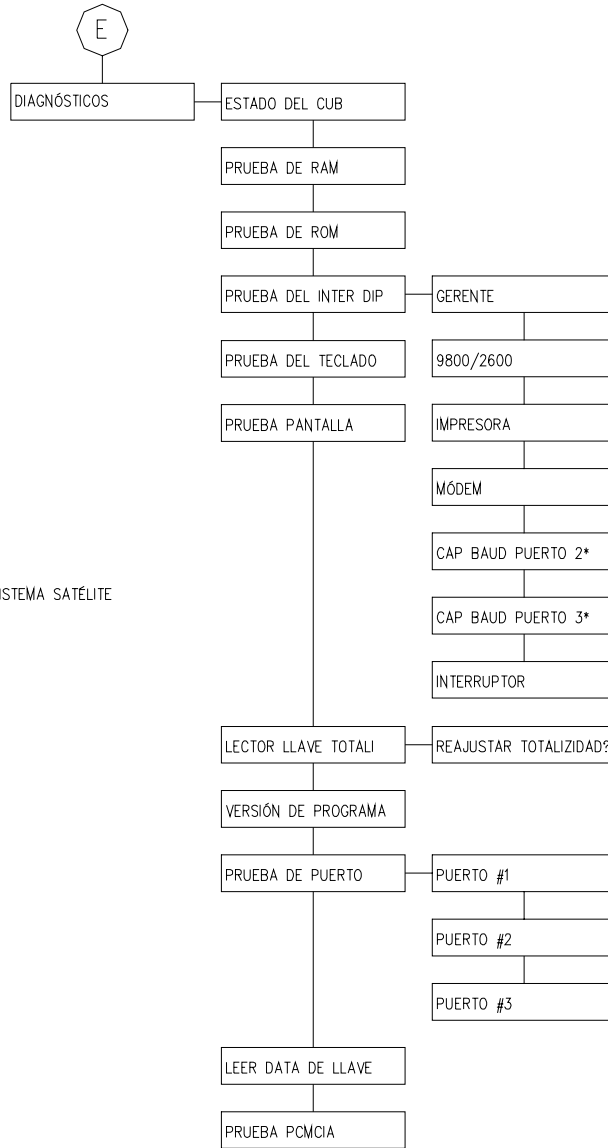 E
DIAGNÓSTICOS
ESTADO DEL CUB
PRUEBA DE RAM
PRUEBA DE ROM
PRUEBA DEL INTER DIP
GERENTE
PRUEBA DEL TECLADO
9800/2600
PRUEBA PANTALLA
IMPRESORA
MÓDEM
CAP BAUD PUERTO 2*
ISTEMA SATÉLITE
CAP BAUD PUERTO 3*
INTERRUPTOR
LECTOR LLAVE TOTALI
REAJUSTAR TOTALIZIDAD?
VERSIÓN DE PROGRAMA
PRUEBA DE PUERTO
PUERTO #1
PUERTO #2
PUERTO #3
LEER DATA DE LLAVE
PRUEBA PCMCIA